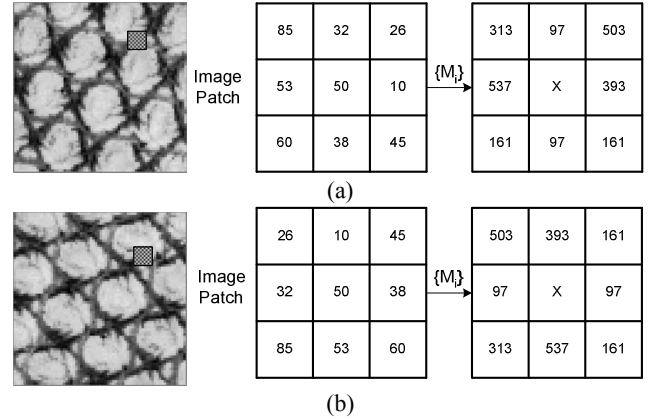 85 32 26 313 97 503
Image Patch 53 50 10 {M_i} 537 X 393
60 38 45 161 97 161
(a)
26 10 45 503 393 161
Image Patch 32 50 38 {M_i} 97 X 97
85 53 60 313 537 161
(b)